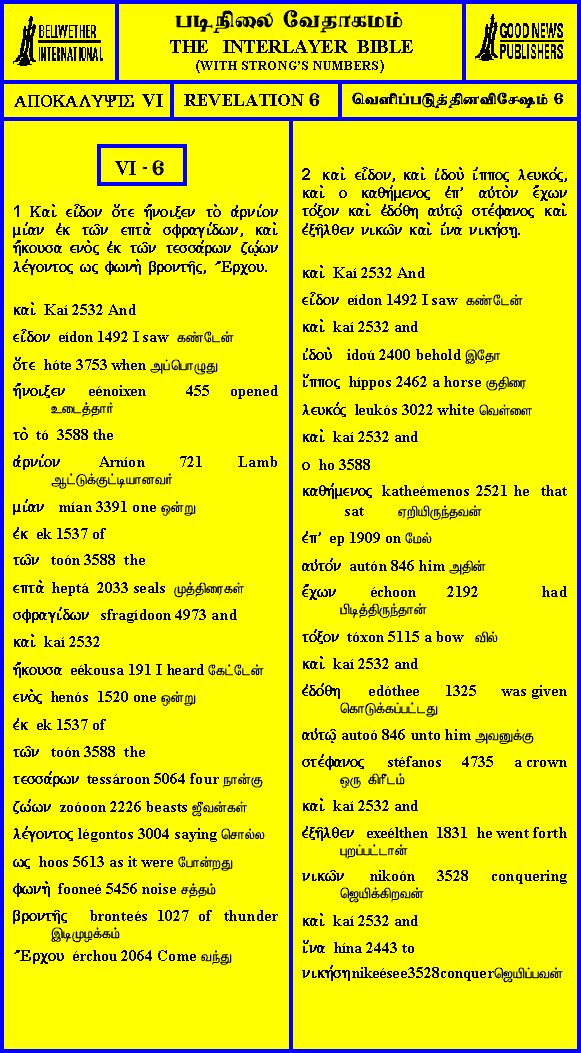 BELLWETHER
INTERNATIONAL
படிநிலை வேதாகமம்
THE INTERLAYER BIBLE
(WITH STRONG'S NUMBERS)
GOOD NEWS
PUBLISHERS
ΑΠΟΚΑΛΥΨΙΣ VI
REVELATION 6
வெளிப்படுத்தினவிசேஷம் 6
VI - 6
1 Καὶ εἶδον ὅτε ἤνοιξεν τὸ ἀρνίον
μίαν ἐκ τῶν επτὰ σφραγίδων, καὶ
ἤκουσα ενὸς ἐκ τῶν τεσσάρων ζῴων
λέγοντος ως φωνὴ βροντῆς, Ἔρχου.
καὶ Kaí 2532 And
εἶδον eídon 1492 I saw கண்டேன்
ὅτε hóte 3753 when அப்பொழுது
ἤνοιξεν eénoixen 455 opened
உடைத்தார்
τὸ tó 3588 the
ἀρνίον Arníon 721 Lamb
ஆட்டுக்குட்டியானவர்
μίαν mían 3391 one ஒன்று
ἐκ ek 1537 of
τῶν toón 3588 the
επτὰ heptá 2033 seals முத்திரைகள்
σφραγίδων sfragídoon 4973 and
καὶ kaí 2532
ἤκουσα eékousa 191 I heard கேட்டேன்
ενὸς henós 1520 one ஒன்று
ἐκ ek 1537 of
τῶν toón 3588 the
τεσσάρων tessároon 5064 four நான்கு
ζώων zoóoon 2226 beasts ஜீவன்கள்
λέγοντος légontos 3004 saying சொல்ல
ως hoos 5613 as it were போன்றது
φωνὴ fooneé 5456 noise சத்தம்
βροντῆς bronteés 1027 of thunder
இடிமுழக்கம்
Ἔρχου érchou 2064 Come வந்து
2 καὶ εἶδον, καὶ ἰδοὺ ἵππος λευκός,
καὶ ο καθήμενος ἐπ' αὐτὸν ἔχων
τόξον καὶ ἐδόθη αὐτῷ στέφανος καὶ
ἐξῆλθεν νικῶν καὶ ίνα νικήσῃ.
καὶ Kaí 2532 And
εἶδον eídon 1492 I saw கண்டேன்
καὶ kaí 2532 and
ἰδοὺ idoú 2400 behold இதோ
ἵππος híppos 2462 a horse குதிரை
λευκός leukós 3022 white வெள்ளை
καὶ kaí 2532 and
ο ho 3588
καθήμενος katheémenos 2521 he that
sat ஏறியிருந்தவன்
ἐπ' ep 1909 on மேல்
αὐτόν autón 846 him அதின்
ἔχων échoon 2192 had
பிடித்திருந்தான்
τόξον tóxon 5115 a bow வில்
καὶ kaí 2532 and
ἐδόθη edóthee 1325 was given
கொடுக்கப்பட்டது
αὐτῷ autoó 846 unto him அவனுக்கு
στέφανος stéfanos 4735 a crown
ஒரு கிரீடம்
καὶ kaí 2532 and
ἐξῆλθεν exeélthen 1831 he went forth
புறப்பட்டான்
νικῶν nikoón 3528 conquering
ஜெயிக்கிறவன்
καὶ kaí 2532 and
ἵνα hína 2443 to
νικήσῃ nikeésee3528conquerஜெயிப்பவன்